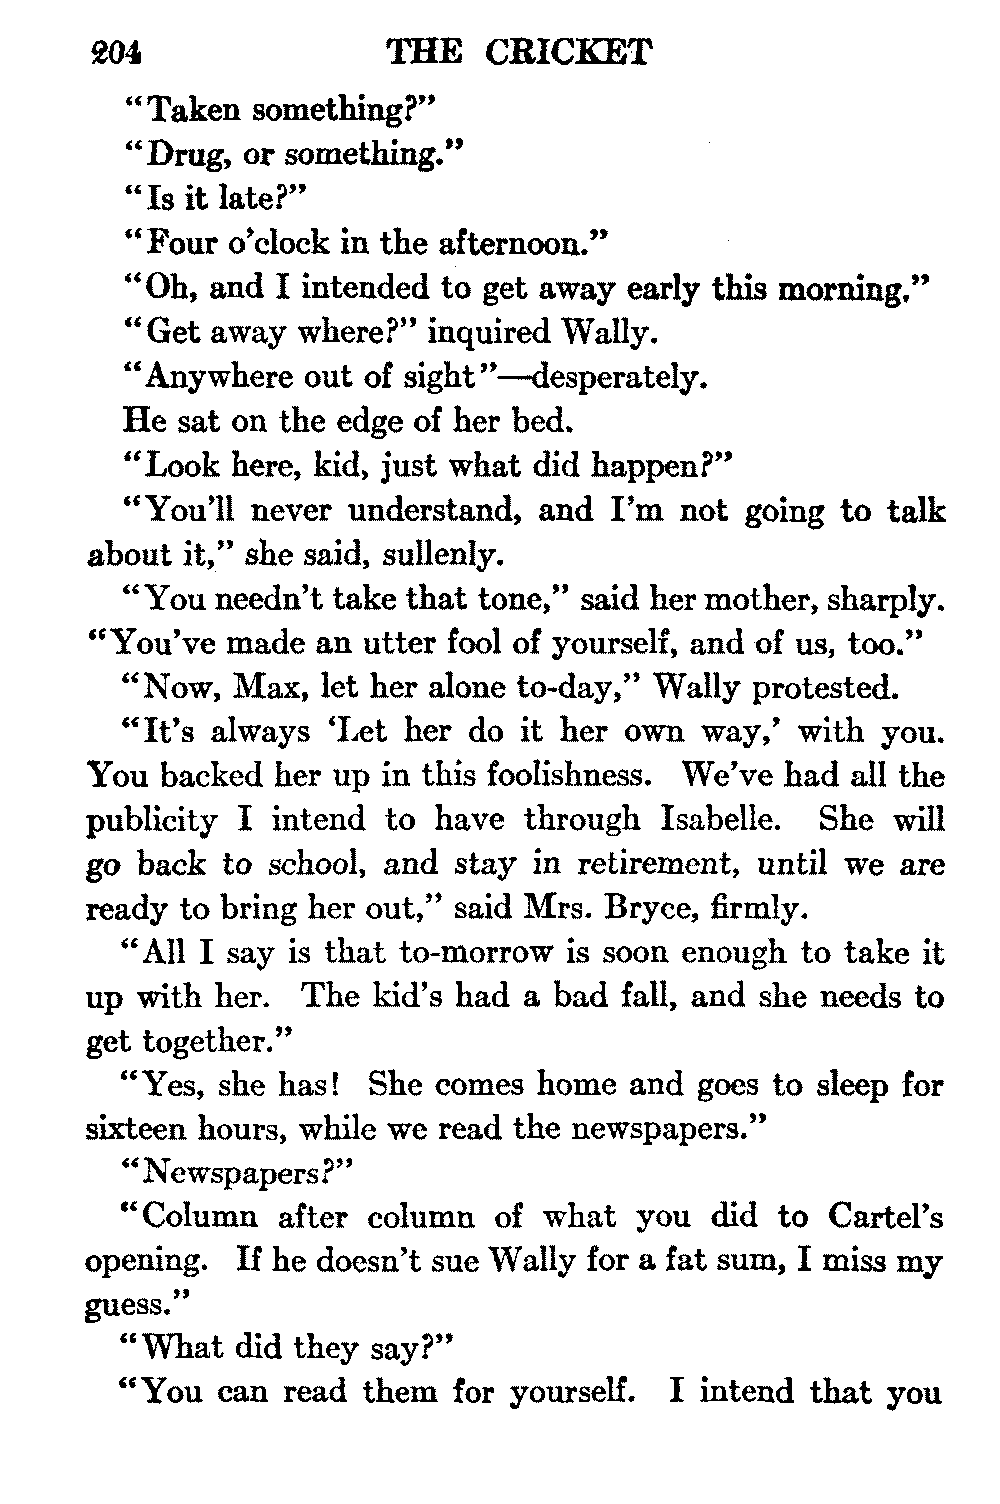 204 THE CRICKET
"Taken something?"
"Drug, or something."
"Is it late?"
"Four o'clock in the afternoon."
"Oh, and I intended to get away early this morning."
"Get away where?" inquired Wally.
"Anywhere out of sight"—desperately.
He sat on the edge of her bed.
"Look here, kid, just what did happen?"
"You'll never understand, and I'm not going to talk
about it," she said, sullenly.
"You needn't take that tone," said her mother, sharply.
"You've made an utter fool of yourself, and of us, too."
"Now, Max, let her alone to-day," Wally protested.
"It's always 'Let her do it her own way,' with you.
You backed her up in this foolishness. We've had all the
publicity I intend to have through Isabelle. She will
go back to school, and stay in retirement, until we are
ready to bring her out," said Mrs. Bryce, firmly.
"All I say is that to-morrow is soon enough to take it
up with her. The kid's had a bad fall, and she needs to
get together."
"Yes, she has! She comes home and goes to sleep for
sixteen hours, while we read the newspapers."
"Newspapers?"
"Column after column of what you did to Cartel's
opening. If he doesn't sue Wally for a fat sum, I miss my
guess."
"What did they say?"
"You can read them for yourself. I intend that you